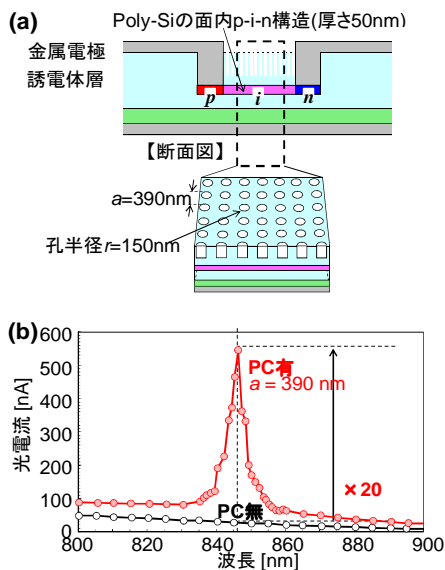 (a)
Poly-Siの面内p-i-n構造(厚さ50nm)
金属電極
誘電体層
p
i
n
【断面図】
a=390nm
孔半径r=150nm
(b)
600
500
400
300
200
100
0
光電流 [nA]
PC有
a = 390 nm
×20
PC無
800
820
840
860
880
900
波長 [nm]